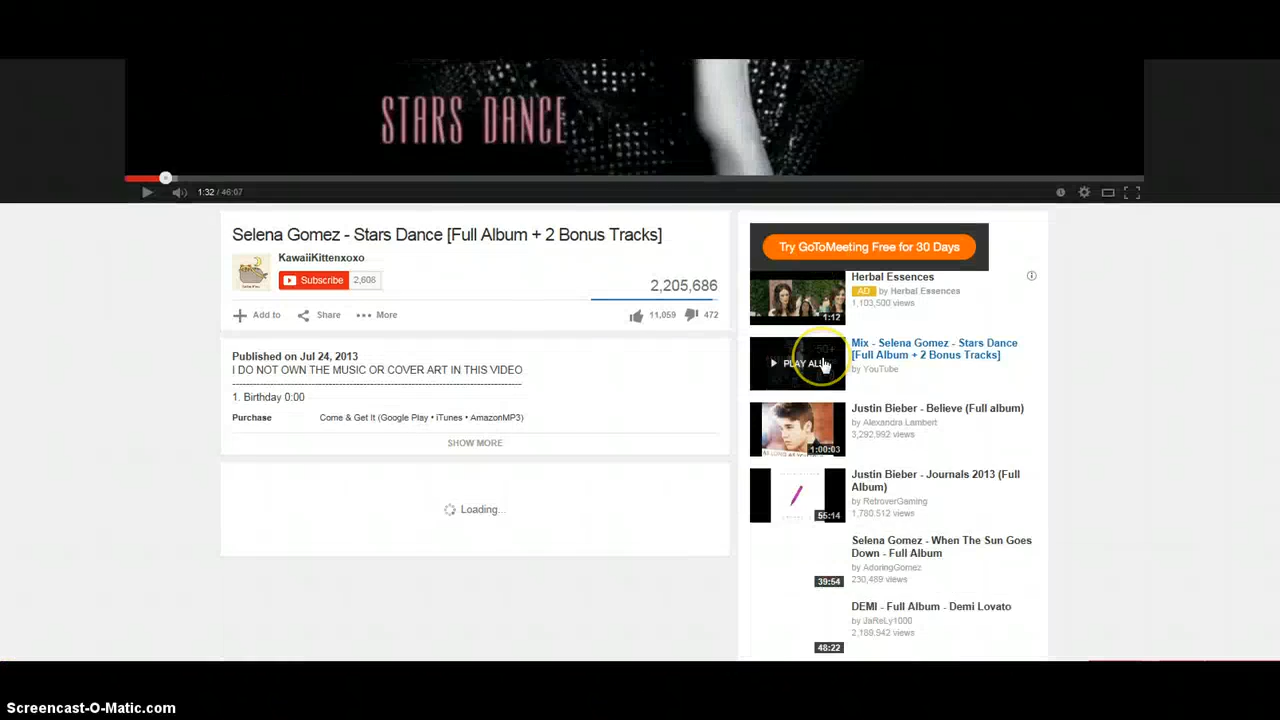 STARS DANCE
1:32 / 46:07
Selena Gomez - Stars Dance [Full Album + 2 Bonus Tracks]
KawaiiKittenxoxo
Subscribe 2,608
2,205,686
Add to Share More 11,059 472
Published on Jul 24, 2013
I DO NOT OWN THE MUSIC OR COVER ART IN THIS VIDEO
1. Birthday 0:00
Purchase Come & Get It (Google Play • iTunes • AmazonMP3)
SHOW MORE
Loading...
Try GoToMeeting Free for 30 Days
Herbal Essences
AD by Herbal Essences
1,103,500 views
1:12
Mix - Selena Gomez - Stars Dance
[Full Album + 2 Bonus Tracks]
by YouTube
50+
PLAY ALL
Justin Bieber - Believe (Full album)
by Alexandra Lambert
3,292,992 views
1:00:03
Justin Bieber - Journals 2013 (Full
Album)
by RetroverGaming
1,780,512 views
55:14
Selena Gomez - When The Sun Goes
Down - Full Album
by AdoringGomez
230,489 views
39:54
DEMI - Full Album - Demi Lovato
by JaReLy1000
2,189,942 views
48:22
Screencast-O-Matic.com